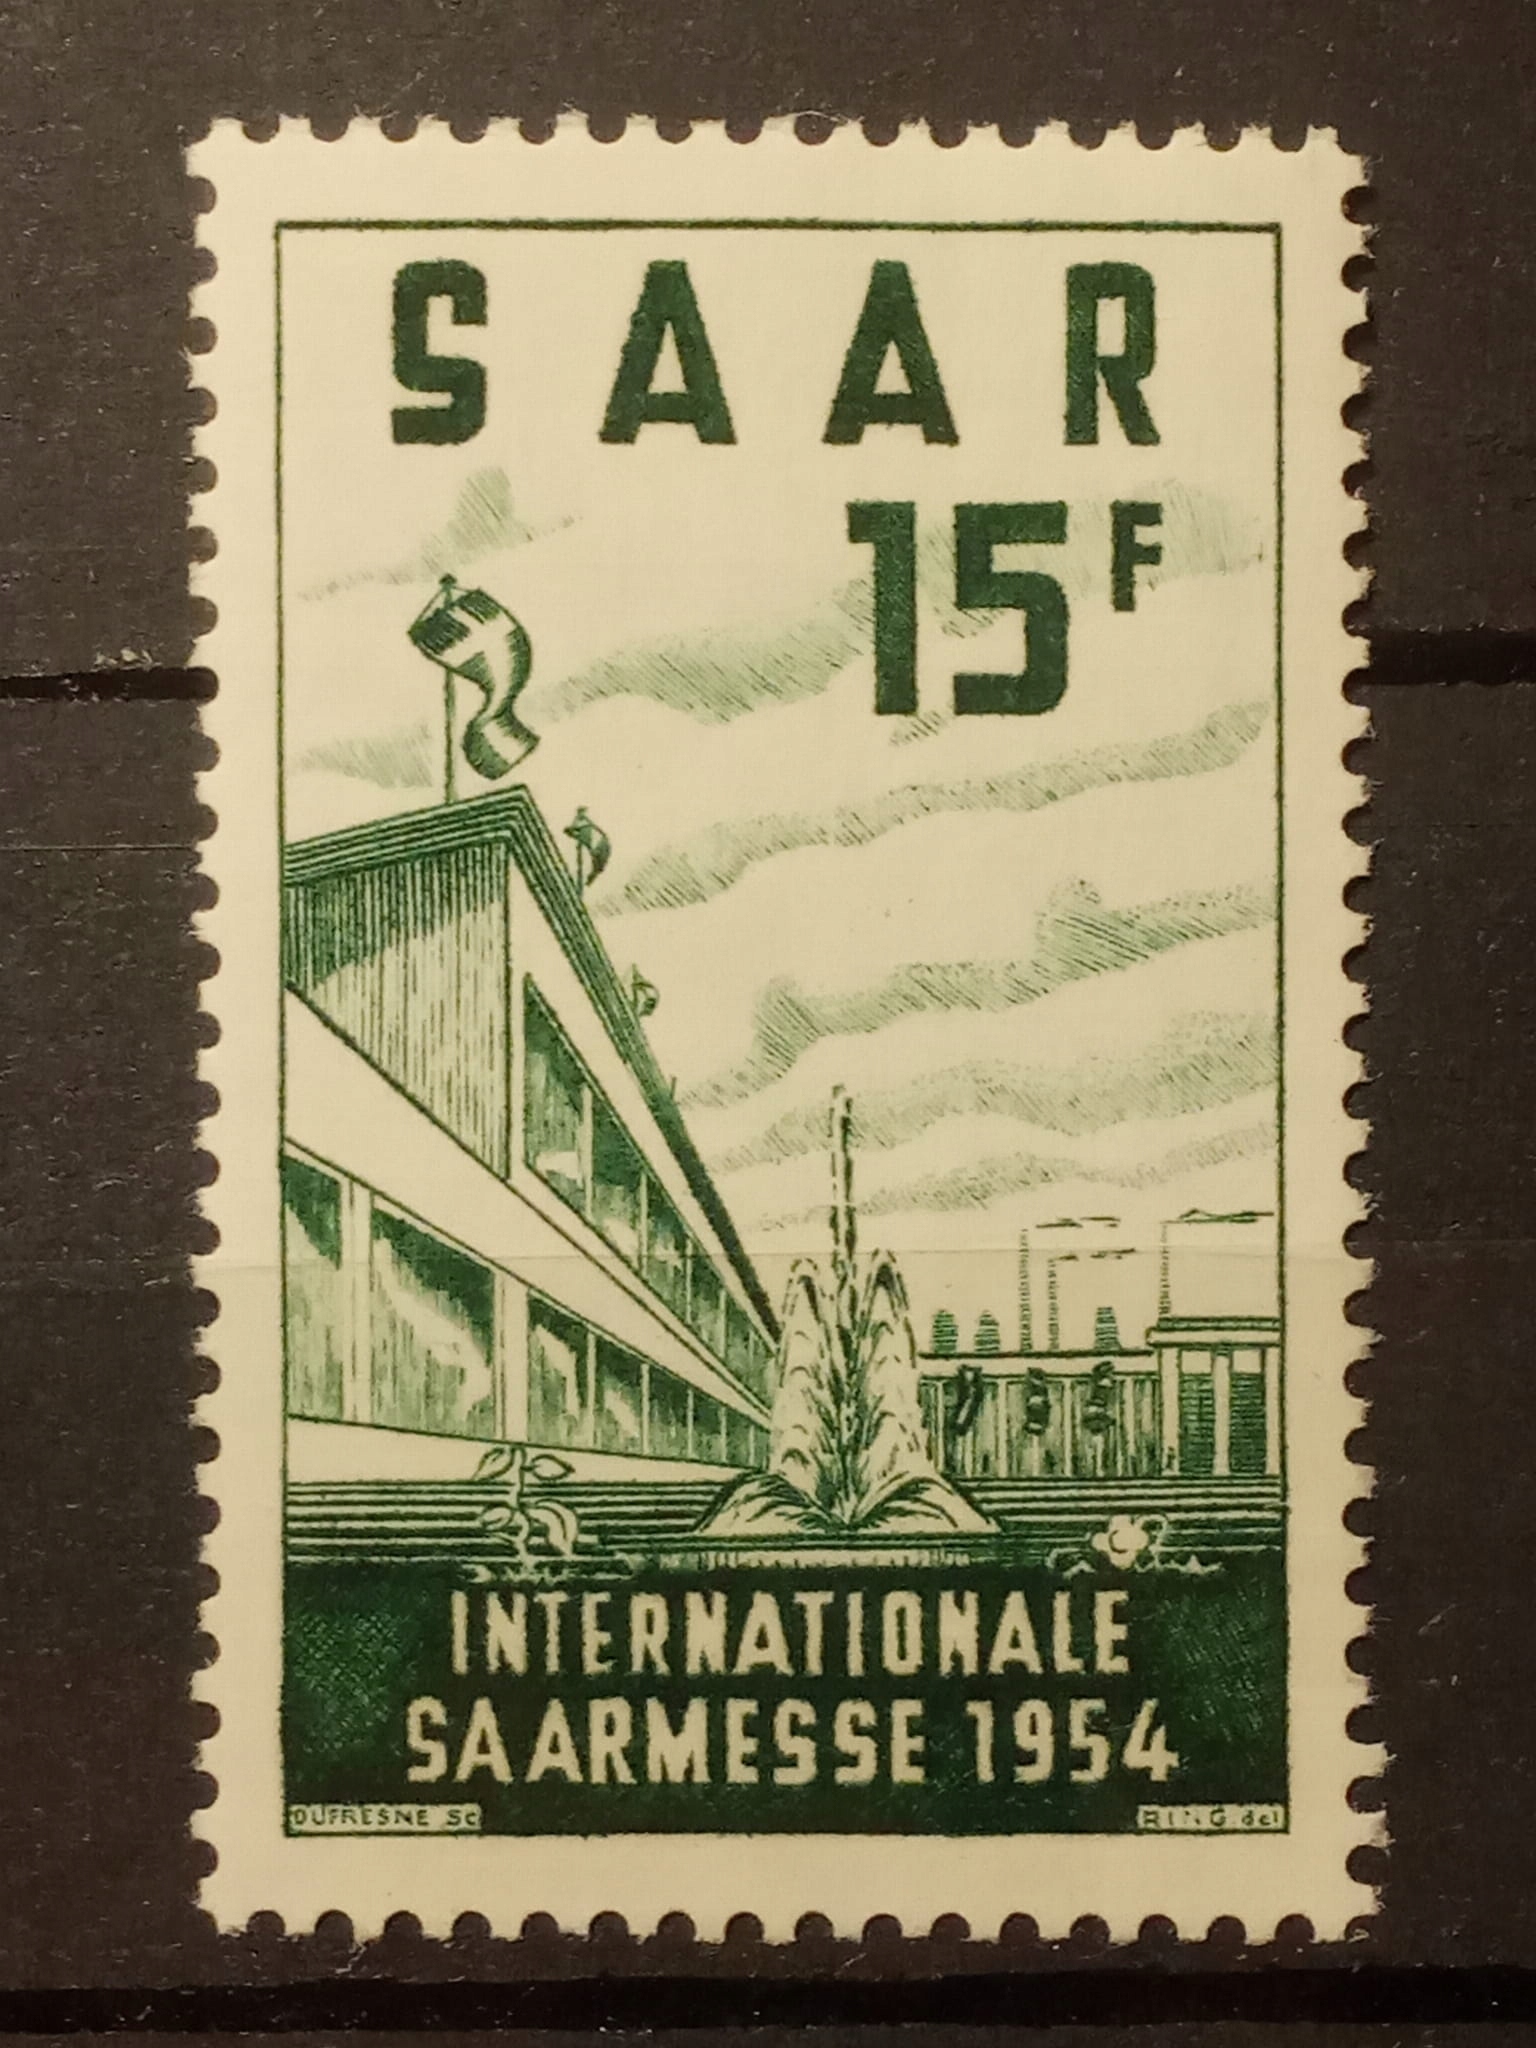 SAAR
15F
INTERNATIONALE
SAARMESSE 1954
DUFRESNE Sc
RING. del